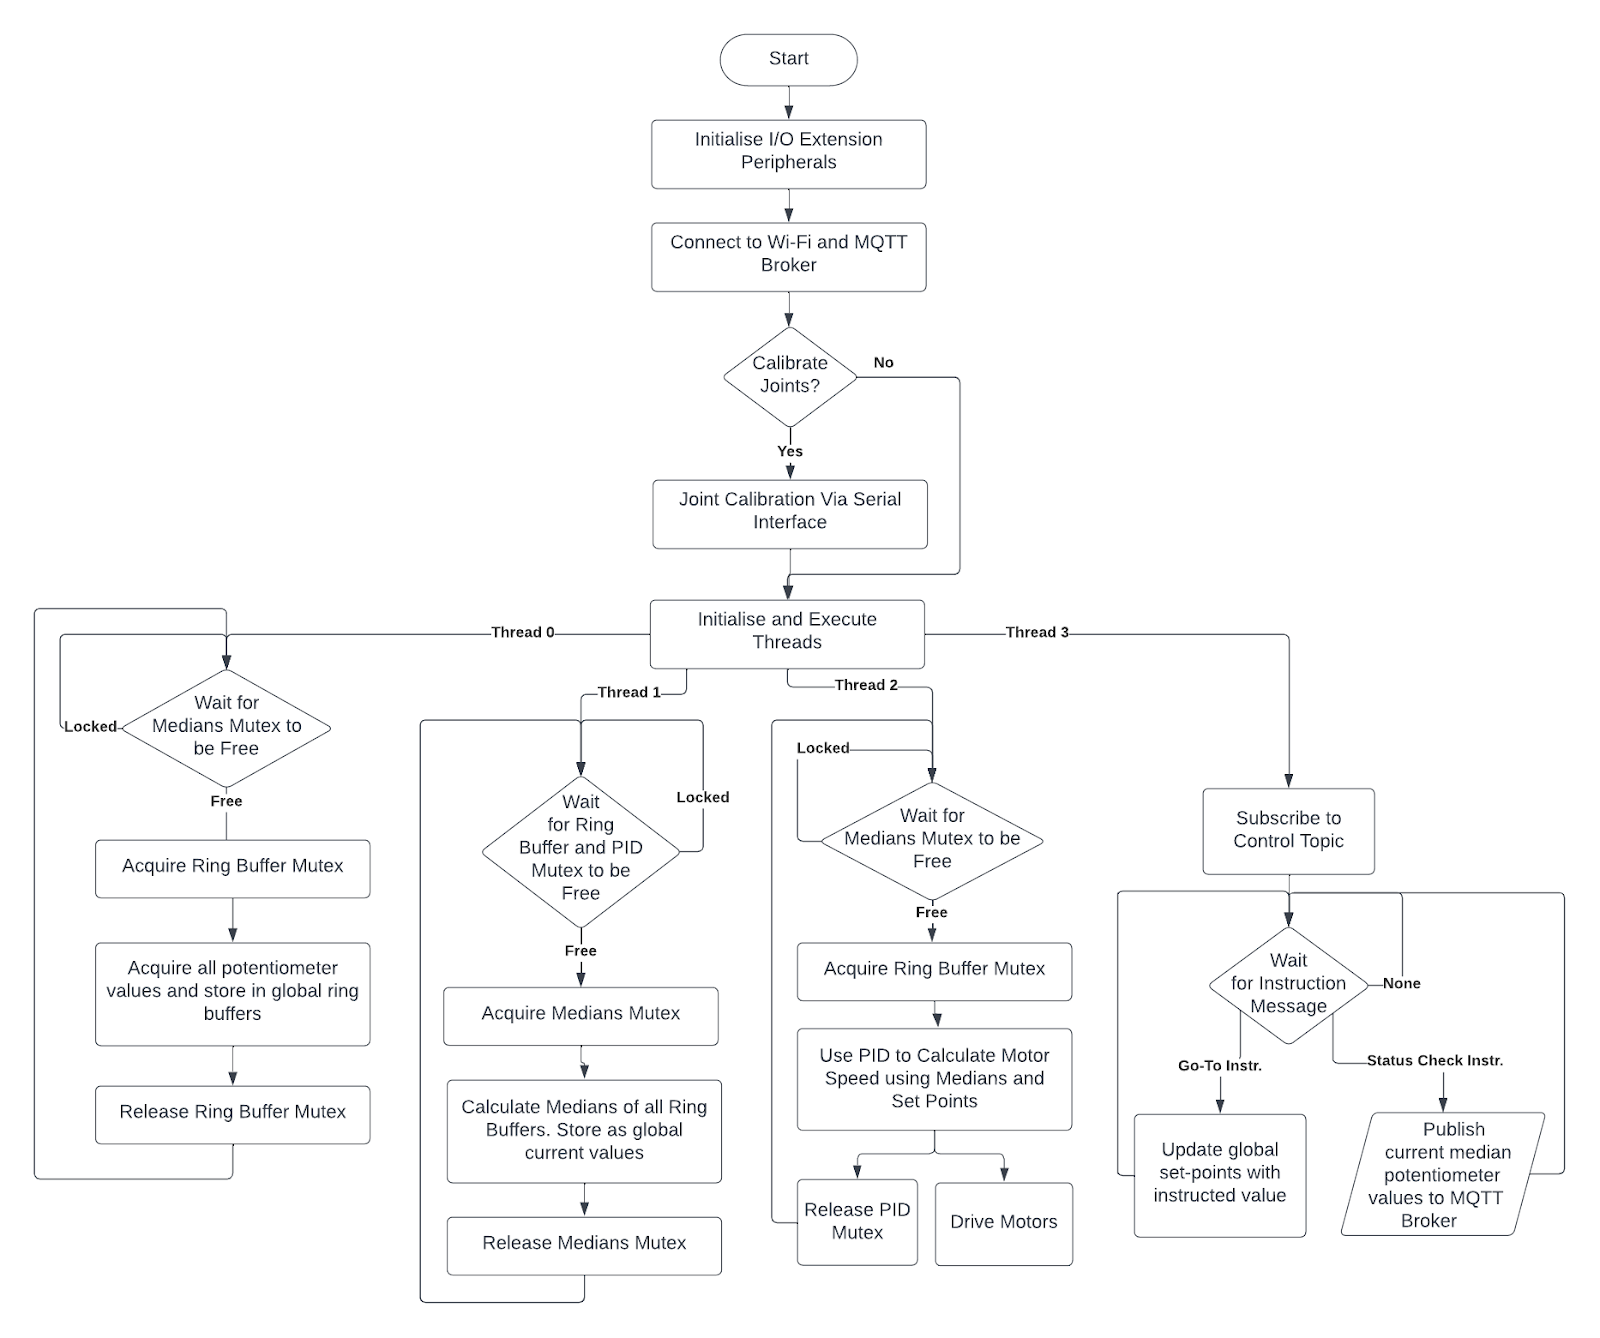 Start
Initialise I/O Extension
Peripherals
Connect to Wi-Fi and MQTT
Broker
Calibrate
Joints?
No
Yes
Joint Calibration Via Serial
Interface
Initialise and Execute
Threads
Thread 0
Wait for
Medians Mutex to
be Free
Locked
Free
Acquire Ring Buffer Mutex
Acquire all potentiometer
values and store in global ring
buffers
Release Ring Buffer Mutex
Thread 1
Wait
for Ring
Buffer and PID
Mutex to be
Free
Locked
Free
Acquire Medians Mutex
Calculate Medians of all Ring
Buffers. Store as global
current values
Release Medians Mutex
Thread 2
Locked
Wait for
Medians Mutex to be
Free
Free
Acquire Ring Buffer Mutex
Use PID to Calculate Motor
Speed using Medians and
Set Points
Release PID
Mutex
Drive Motors
Thread 3
Subscribe to
Control Topic
Wait
for Instruction
Message
None
Go-To Instr.
Status Check Instr.
Update global
set-points with
instructed value
Publish
current median
potentiometer
values to MQTT
Broker